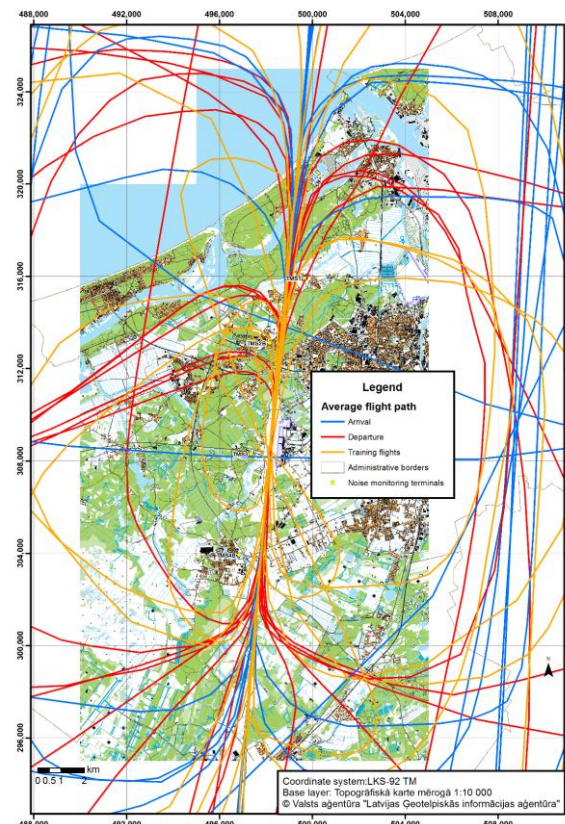 488,000 492,000 496,000 500,000 504,000 508,000
324,000
320,000
316,000
312,000
308,000
304,000
300,000
296,000
TMS1
Legend
Average flight path
Arrival
Departure
Training flights
Administrative borders
Noise monitoring terminals
N
km
0 0.5 1 2
Coordinate system:LKS-92 TM
Base layer: Topogrāfiskā karte mērogā 1:10 000
© Valsts aģentūra "Latvijas Ģeotelpiskās informācijas aģentūra"
488,000 492,000 496,000 500,000 504,000 508,000